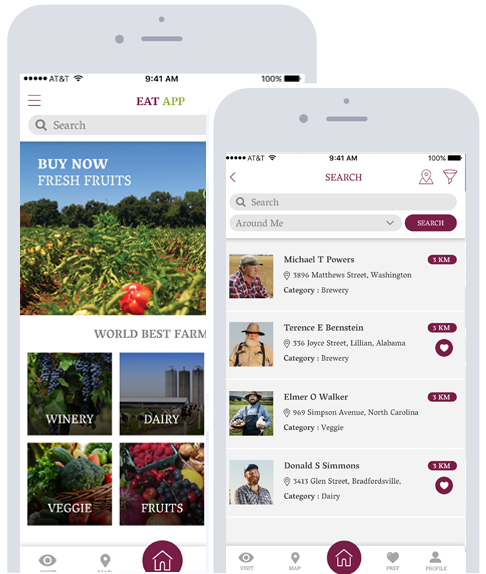 AT&T 9:41 AM 100%
EAT APP
Search
BUY NOW
FRESH FRUITS
WORLD BEST FARM
WINERY
DAIRY
VEGGIE
FRUITS
AT&T 9:41 AM 100%
SEARCH
Search
Around Me
SEARCH
Michael T Powers
3 KM
3896 Matthews Street, Washington
Category : Brewery
Terence E Bernstein
3 KM
336 Joyce Street, Lillian, Alabama
Category : Brewery
Elmer O Walker
3 KM
969 Simpson Avenue, North Carolina
Category : Veggie
Donald S Simmons
3 KM
3413 Glen Street, Bradfordsville,
Category : Dairy
VISIT
MAP
PREF
PROFILE